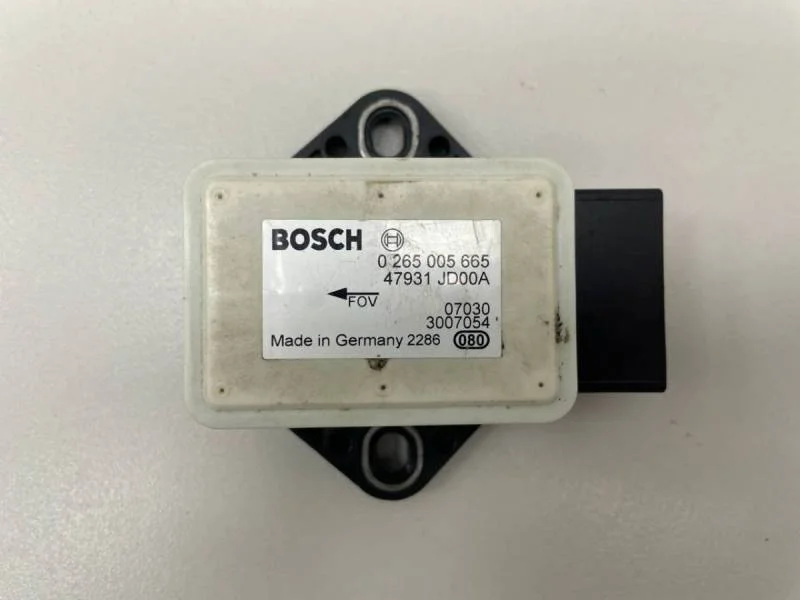 BOSCH
0 265 005 665
47931 JD00A
FOV
07030
3007054
Made in Germany 2286 080